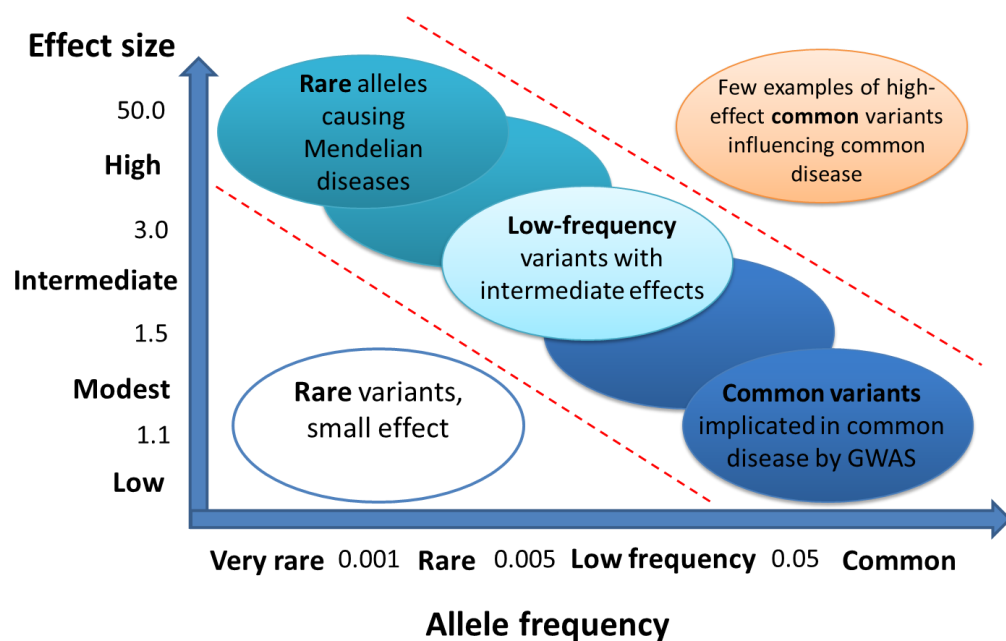 Effect size
50.0
High
3.0
Intermediate
1.5
Modest
1.1
Low
Rare alleles
causing
Mendelian
diseases
Few examples of high-
effect common variants
influencing common
disease
Low-frequency
variants with
intermediate effects
Rare variants,
small effect
Common variants
implicated in common
disease by GWAS
Very rare 0.001 Rare 0.005 Low frequency 0.05 Common
Allele frequency